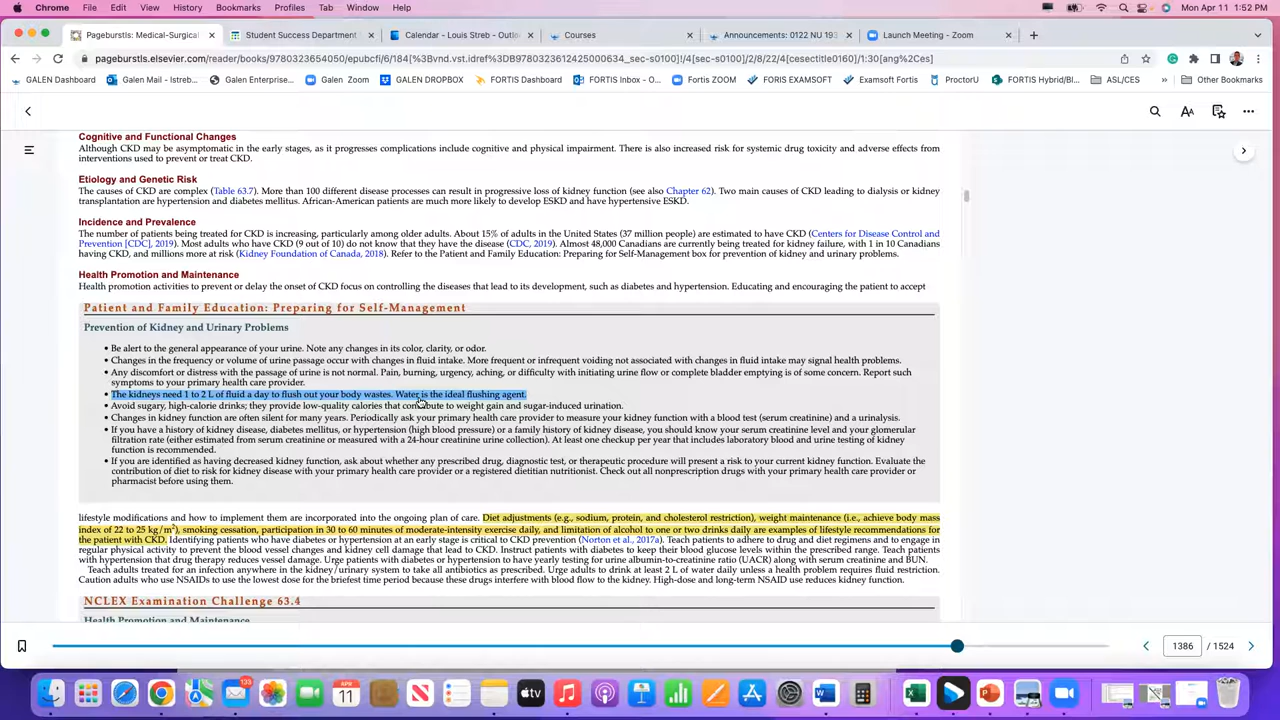 Chrome File Edit View History Bookmarks Profiles Tab Window Help Mon Apr 11 1:52 PM
Pageburstls: Medical-Surgical Student Success Department Calendar - Louis Streb - Outlo Courses Announcements: 0122 NU 193 Launch Meeting - Zoom
pageburstls.elsevier.com/reader/books/9780323654050/epubcfi/6/184[%3Bvnd.vst.idref%3DB9780323612425000634_sec-s0100]!/4[sec-s0100]/2/8/22/4[cesectitle0160]/1:30[ang%2Ces]
GALEN Dashboard Galen Mail - lstreb... Galen Enterprise... Galen Zoom GALEN DROPBOX FORTIS Dashboard FORTIS Inbox - O... Fortis ZOOM FORIS EXAMSOFT Examsoft Fortis ProctorU FORTIS Hybrid/Bl... ASL/CES » Other Bookmarks
Cognitive and Functional Changes
Although CKD may be asymptomatic in the early stages, as it progresses complications include cognitive and physical impairment. There is also increased risk for systemic drug toxicity and adverse effects from
interventions used to prevent or treat CKD.
Etiology and Genetic Risk
The causes of CKD are complex (Table 63.7). More than 100 different disease processes can result in progressive loss of kidney function (see also Chapter 62). Two main causes of CKD leading to dialysis or kidney
transplantation are hypertension and diabetes mellitus. African-American patients are much more likely to develop ESKD and have hypertensive ESKD.
Incidence and Prevalence
The number of patients being treated for CKD is increasing, particularly among older adults. About 15% of adults in the United States (37 million people) are estimated to have CKD (Centers for Disease Control and
Prevention [CDC], 2019). Most adults who have CKD (9 out of 10) do not know that they have the disease (CDC, 2019). Almost 48,000 Canadians are currently being treated for kidney failure, with 1 in 10 Canadians
having CKD, and millions more at risk (Kidney Foundation of Canada, 2018). Refer to the Patient and Family Education: Preparing for Self-Management box for prevention of kidney and urinary problems.
Health Promotion and Maintenance
Health promotion activities to prevent or delay the onset of CKD focus on controlling the diseases that lead to its development, such as diabetes and hypertension. Educating and encouraging the patient to accept
Patient and Family Education: Preparing for Self-Management
Prevention of Kidney and Urinary Problems
• Be alert to the general appearance of your urine. Note any changes in its color, clarity, or odor.
• Changes in the frequency or volume of urine passage occur with changes in fluid intake. More frequent or infrequent voiding not associated with changes in fluid intake may signal health problems.
• Any discomfort or distress with the passage of urine is not normal. Pain, burning, urgency, aching, or difficulty with initiating urine flow or complete bladder emptying is of some concern. Report such
symptoms to your primary health care provider.
• The kidneys need 1 to 2 L of fluid a day to flush out your body wastes. Water is the ideal flushing agent.
• Avoid sugary, high-calorie drinks; they provide low-quality calories that contribute to weight gain and sugar-induced urination.
• Changes in kidney function are often silent for many years. Periodically ask your primary health care provider to measure your kidney function with a blood test (serum creatinine) and a urinalysis.
• If you have a history of kidney disease, diabetes mellitus, or hypertension (high blood pressure) or a family history of kidney disease, you should know your serum creatinine level and your glomerular
filtration rate (either estimated from serum creatinine or measured with a 24-hour creatinine urine collection). At least one checkup per year that includes laboratory blood and urine testing of kidney
function is recommended.
• If you are identified as having decreased kidney function, ask about whether any prescribed drug, diagnostic test, or therapeutic procedure will present a risk to your current kidney function. Evaluate the
contribution of diet to risk for kidney disease with your primary health care provider or a registered dietitian nutritionist. Check out all nonprescription drugs with your primary health care provider or
pharmacist before using them.
lifestyle modifications and how to implement them are incorporated into the ongoing plan of care. Diet adjustments (e.g., sodium, protein, and cholesterol restriction), weight maintenance (i.e., achieve body mass
index of 22 to 25 kg/m²), smoking cessation, participation in 30 to 60 minutes of moderate-intensity exercise daily, and limitation of alcohol to one or two drinks daily are examples of lifestyle recommendations for
the patient with CKD. Identifying patients who have diabetes or hypertension at an early stage is critical to CKD prevention (Norton et al., 2017a). Teach patients to adhere to drug and diet regimens and to engage in
regular physical activity to prevent the blood vessel changes and kidney cell damage that lead to CKD. Instruct patients with diabetes to keep their blood glucose levels within the prescribed range. Teach patients
with hypertension that drug therapy reduces vessel damage. Urge patients with diabetes or hypertension to have yearly testing for urine albumin-to-creatinine ratio (UACR) along with serum creatinine and BUN.
Teach adults treated for an infection anywhere in the kidney/urinary system to take all antibiotics as prescribed. Urge adults to drink at least 2 L of water daily unless a health problem requires fluid restriction.
Caution adults who use NSAIDs to use the lowest dose for the briefest time period because these drugs interfere with blood flow to the kidney. High-dose and long-term NSAID use reduces kidney function.
NCLEX Examination Challenge 63.4
Health Promotion and Maintenance
1386 / 1524
133
APR
11
tv